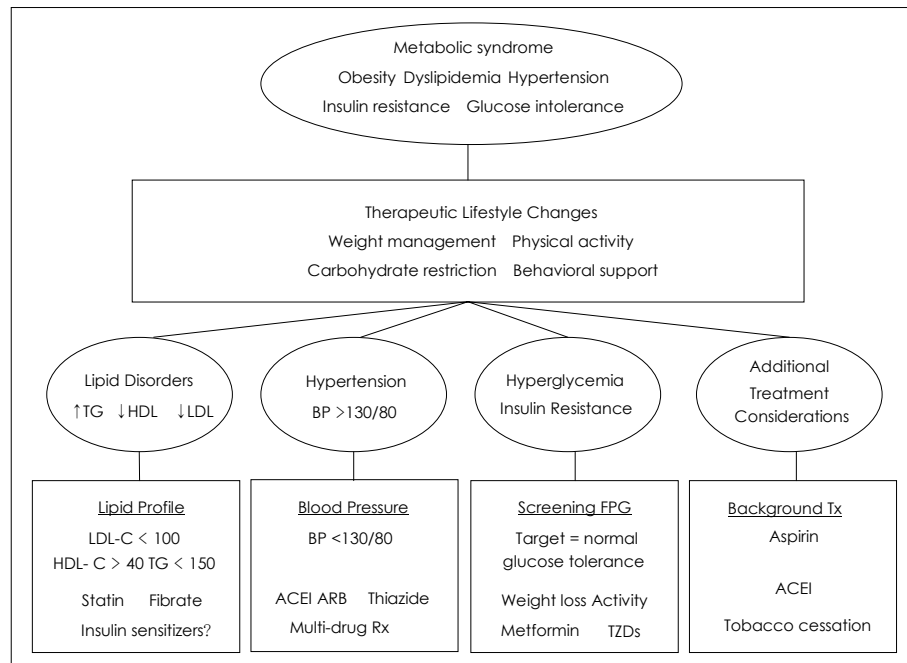 Metabolic syndrome
Obesity Dyslipidemia Hypertension
Insulin resistance Glucose intolerance
Therapeutic Lifestyle Changes
Weight management Physical activity
Carbohydrate restriction Behavioral support
Lipid Disorders
↑TG ↓HDL ↓LDL
Hypertension
BP >130/80
Hyperglycemia
Insulin Resistance
Additional
Treatment
Considerations
Lipid Profile
LDL-C < 100
HDL- C > 40 TG < 150
Statin Fibrate
Insulin sensitizers?
Blood Pressure
BP <130/80
ACEI ARB Thiazide
Multi-drug Rx
Screening FPG
Target = normal
glucose tolerance
Weight loss Activity
Metformin TZDs
Background Tx
Aspirin
ACEI
Tobacco cessation